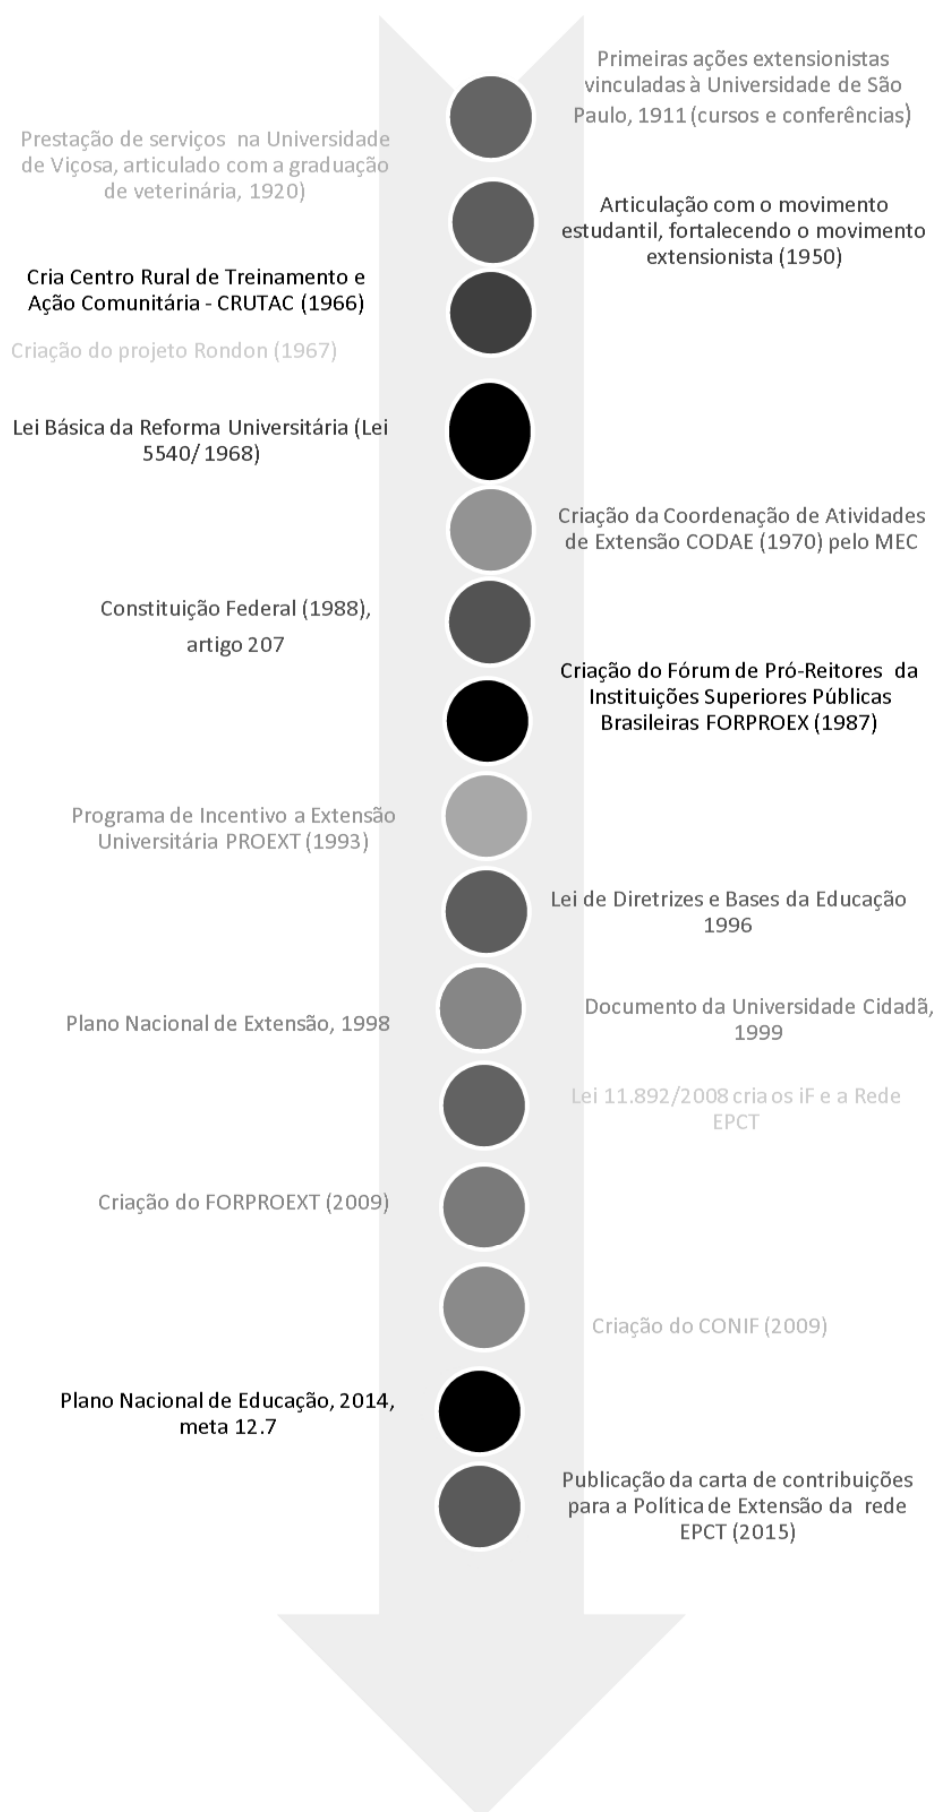 Primeiras ações extensionistas
vinculadas à Universidade de São
Paulo, 1911 (cursos e conferências)
Prestação de serviços na Universidade
de Viçosa, articulado com a graduação
de veterinária, 1920)
Articulação com o movimento
estudantil, fortalecendo o movimento
extensionista (1950)
Cria Centro Rural de Treinamento e
Ação Comunitária - CRUTAC (1966)
Criação do projeto Rondon (1967)
Lei Básica da Reforma Universitária (Lei
5540/ 1968)
Criação da Coordenação de Atividades
de Extensão CODAE (1970) pelo MEC
Constituição Federal (1988),
artigo 207
Criação do Fórum de Pró-Reitores da
Instituições Superiores Públicas
Brasileiras FORPROEX (1987)
Programa de Incentivo a Extensão
Universitária PROEXT (1993)
Lei de Diretrizes e Bases da Educação
1996
Plano Nacional de Extensão, 1998
Documento da Universidade Cidadã,
1999
Lei 11.892/2008 cria os iF e a Rede
EPCT
Criação do FORPROEXT (2009)
Criação do CONIF (2009)
Plano Nacional de Educação, 2014,
meta 12.7
Publicação da carta de contribuições
para a Política de Extensão da rede
EPCT (2015)